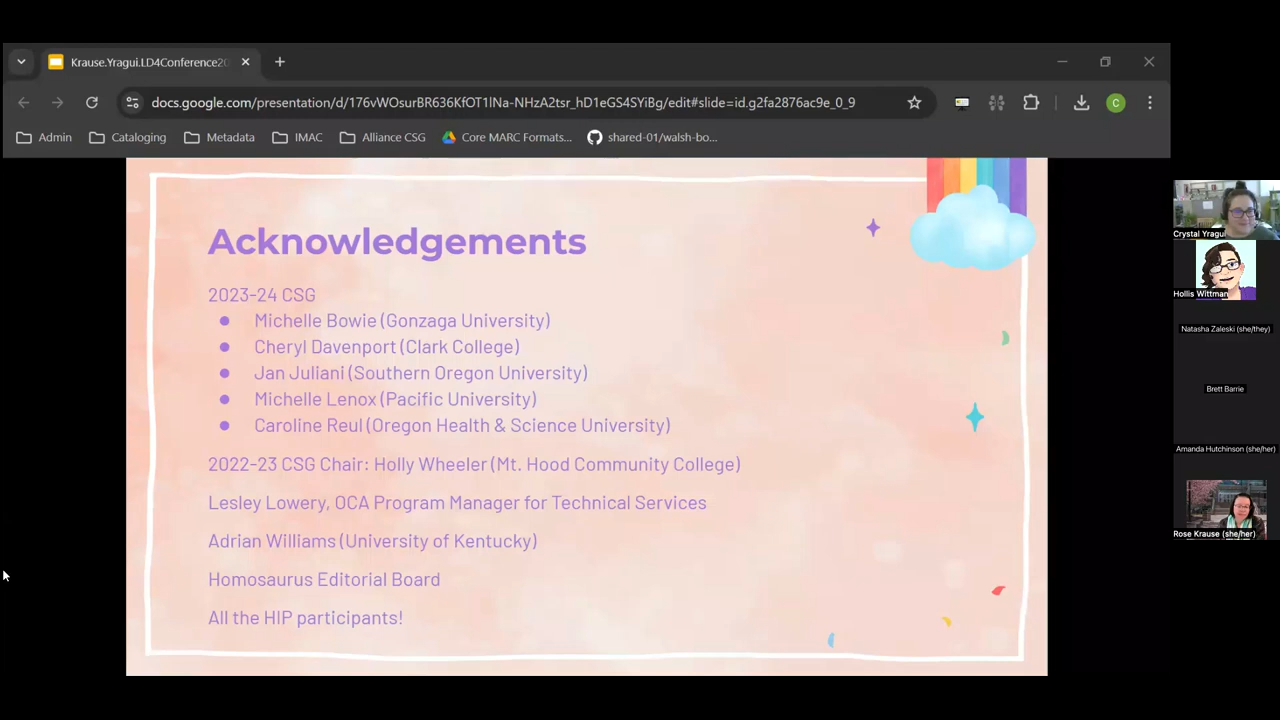 Krause.Yragui.LD4Conference20
docs.google.com/presentation/d/176vWOsurBR636KfOT1lNa-NHzA2tsr_hD1eGS4SYiBg/edit#slide=id.g2fa2876ac9e_0_9
C
Admin
Cataloging
Metadata
IMAC
Alliance CSG
Core MARC Formats...
shared-01/walsh-bo...
Acknowledgements
2023-24 CSG
● Michelle Bowie (Gonzaga University)
● Cheryl Davenport (Clark College)
● Jan Juliani (Southern Oregon University)
● Michelle Lenox (Pacific University)
● Caroline Reul (Oregon Health & Science University)
2022-23 CSG Chair: Holly Wheeler (Mt. Hood Community College)
Lesley Lowery, OCA Program Manager for Technical Services
Adrian Williams (University of Kentucky)
Homosaurus Editorial Board
All the HIP participants!
Crystal Yragui
Hollis Wittman
Natasha Zaleski (she/they)
Brett Barrie
Amanda Hutchinson (she/her)
Rose Krause (she/her)